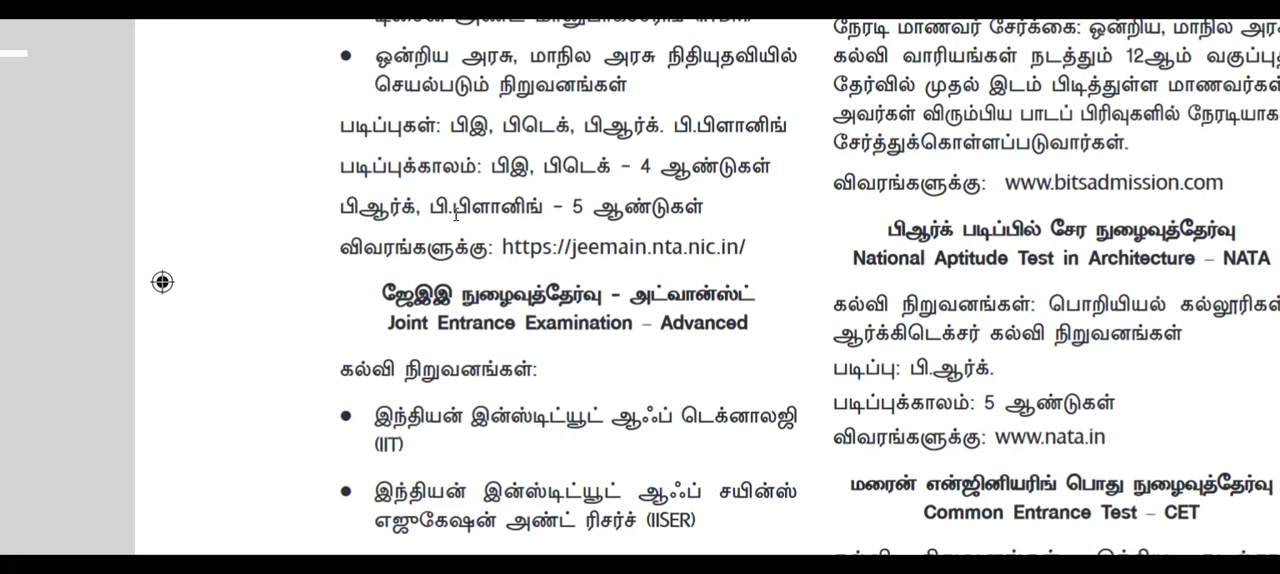 ஒன்றிய அரசு, மாநில அரசு நிதியுதவியில்
செயல்படும் நிறுவனங்கள்
படிப்புகள்: பிஇ, பிடெக், பிஆர்க். பி.பிளானிங்
படிப்புக்காலம்: பிஇ, பிடெக் – 4 ஆண்டுகள்
பிஆர்க், பி.பிளானிங் – 5 ஆண்டுகள்
விவரங்களுக்கு: https://jeemain.nta.nic.in/
ஜேஇஇ நுழைவுத்தேர்வு – அட்வான்ஸ்ட்
Joint Entrance Examination – Advanced
கல்வி நிறுவனங்கள்:
இந்தியன் இன்ஸ்டிட்யூட் ஆஃப் டெக்னாலஜி
(IIT)
இந்தியன் இன்ஸ்டிட்யூட் ஆஃப் சயின்ஸ்
எஜுகேஷன் அண்ட் ரிசர்ச் (IISER)
நேரடி மாணவர் சேர்க்கை: ஒன்றிய, மாநில
கல்வி வாரியங்கள் நடத்தும் 12ஆம்
தேர்வில் முதல் இடம் பிடித்துள்ள
அவர்கள் விரும்பிய பாடப் பிரிவுகளில் நேரடியாக
சேர்த்துக்கொள்ளப்படுவார்கள்.
விவரங்களுக்கு: www.bitsadmission.com
பிஆர்க் படிப்பில் சேர நுழைவுத்தேர்வு
National Aptitude Test in Architecture – NATA
கல்வி நிறுவனங்கள்: பொறியியல்
ஆர்க்கிடெக்சர் கல்வி நிறுவனங்கள்
படிப்பு: பி.ஆர்க்.
படிப்புக்காலம்: 5 ஆண்டுகள்
விவரங்களுக்கு: www.nata.in
மரைன் என்ஜினியரிங் பொது நுழைவுத்தேர்வு
Common Entrance Test – CET